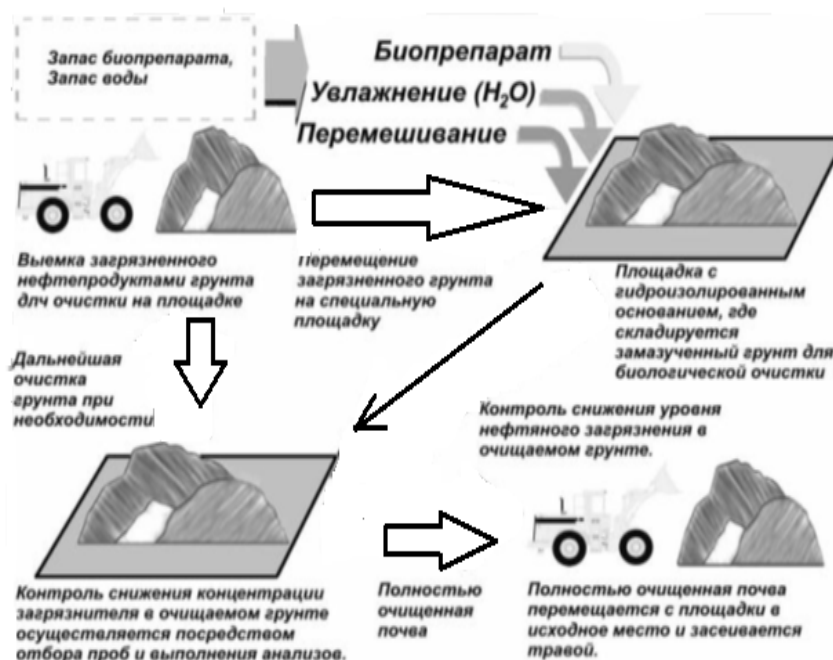 Запас биопрепарата,
Запас воды
Биопрепарат
Увлажнение (H₂O)
Перемешивание
Выемка загрязненного
нефтепродуктами грунта
длч очистки на площадке
Перемещение
загрязненного грунта
на специальную
площадку
Площадка с
гидроизолированным
основанием, где
складируется
замазученный грунт для
биологической очистки
Дальнейшая
очистка
грунта при
необходимости
Контроль снижения уровня
нефтяного загрязнения в
очищаемом грунте.
Контроль снижения концентрации
загрязнителя в очищаемом грунте
осуществляется посредством
отбора проб и выполнения анализов.
Полностью
очищенная
почва
Полностью очищенная почва
перемещается с площадки в
исходное место и засеивается
травой.